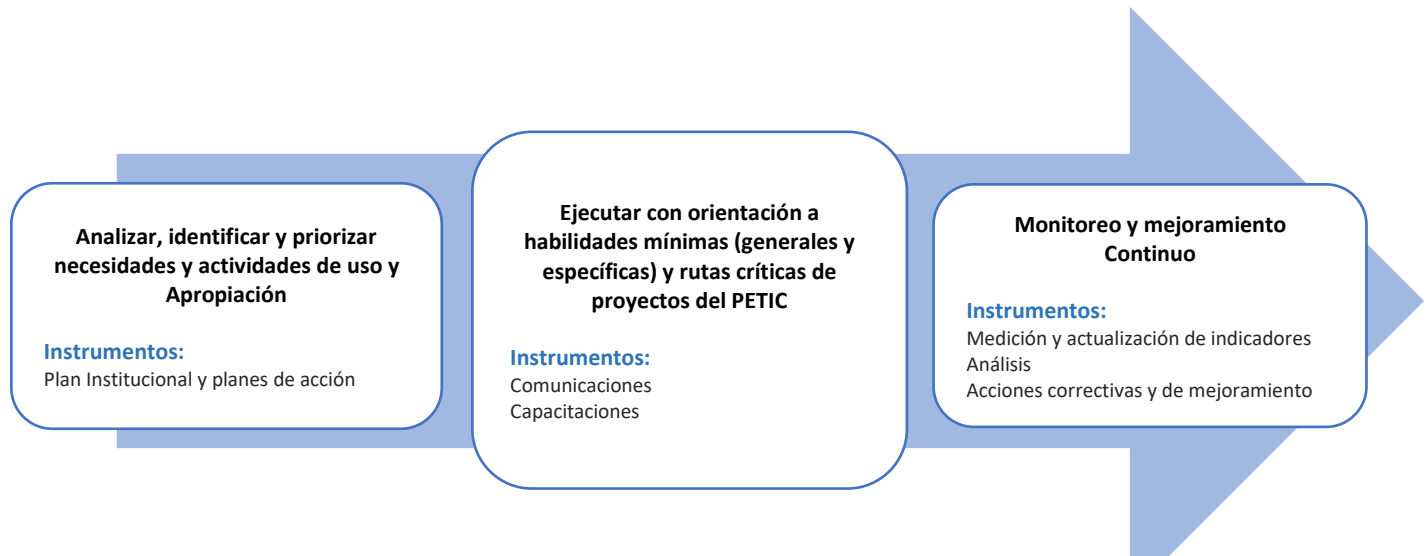 Analizar, identificar y priorizar
necesidades y actividades de uso y
Apropiación
Instrumentos:
Plan Institucional y planes de acción
Ejecutar con orientación a
habilidades mínimas (generales y
específicas) y rutas críticas de
proyectos del PETIC
Instrumentos:
Comunicaciones
Capacitaciones
Monitoreo y mejoramiento
Continuo
Instrumentos:
Medición y actualización de indicadores
Análisis
Acciones correctivas y de mejoramiento